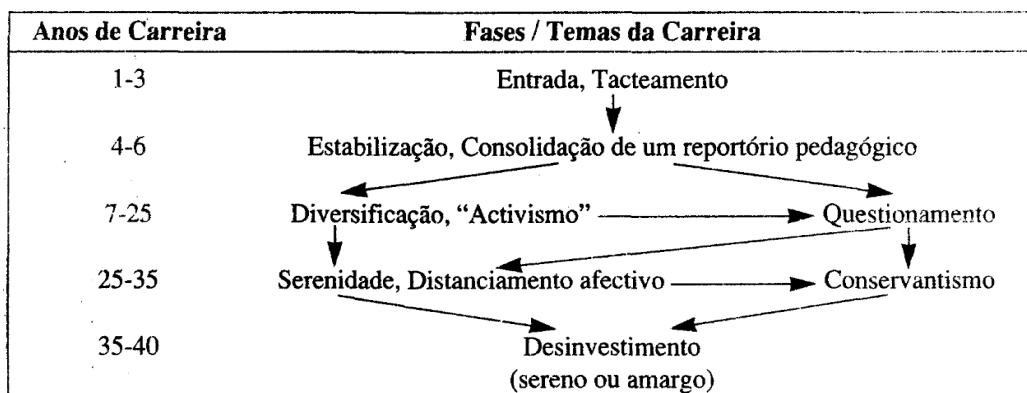 Anos de Carreira Fases / Temas da Carreira
1-3 Entrada, Tacteamento
4-6 Estabilização, Consolidação de um reportório pedagógico
7-25 Diversificação, “Activismo” Questionamento
25-35 Serenidade, Distanciamento afectivo Conservantismo
35-40 Desinvestimento
(sereno ou amargo)